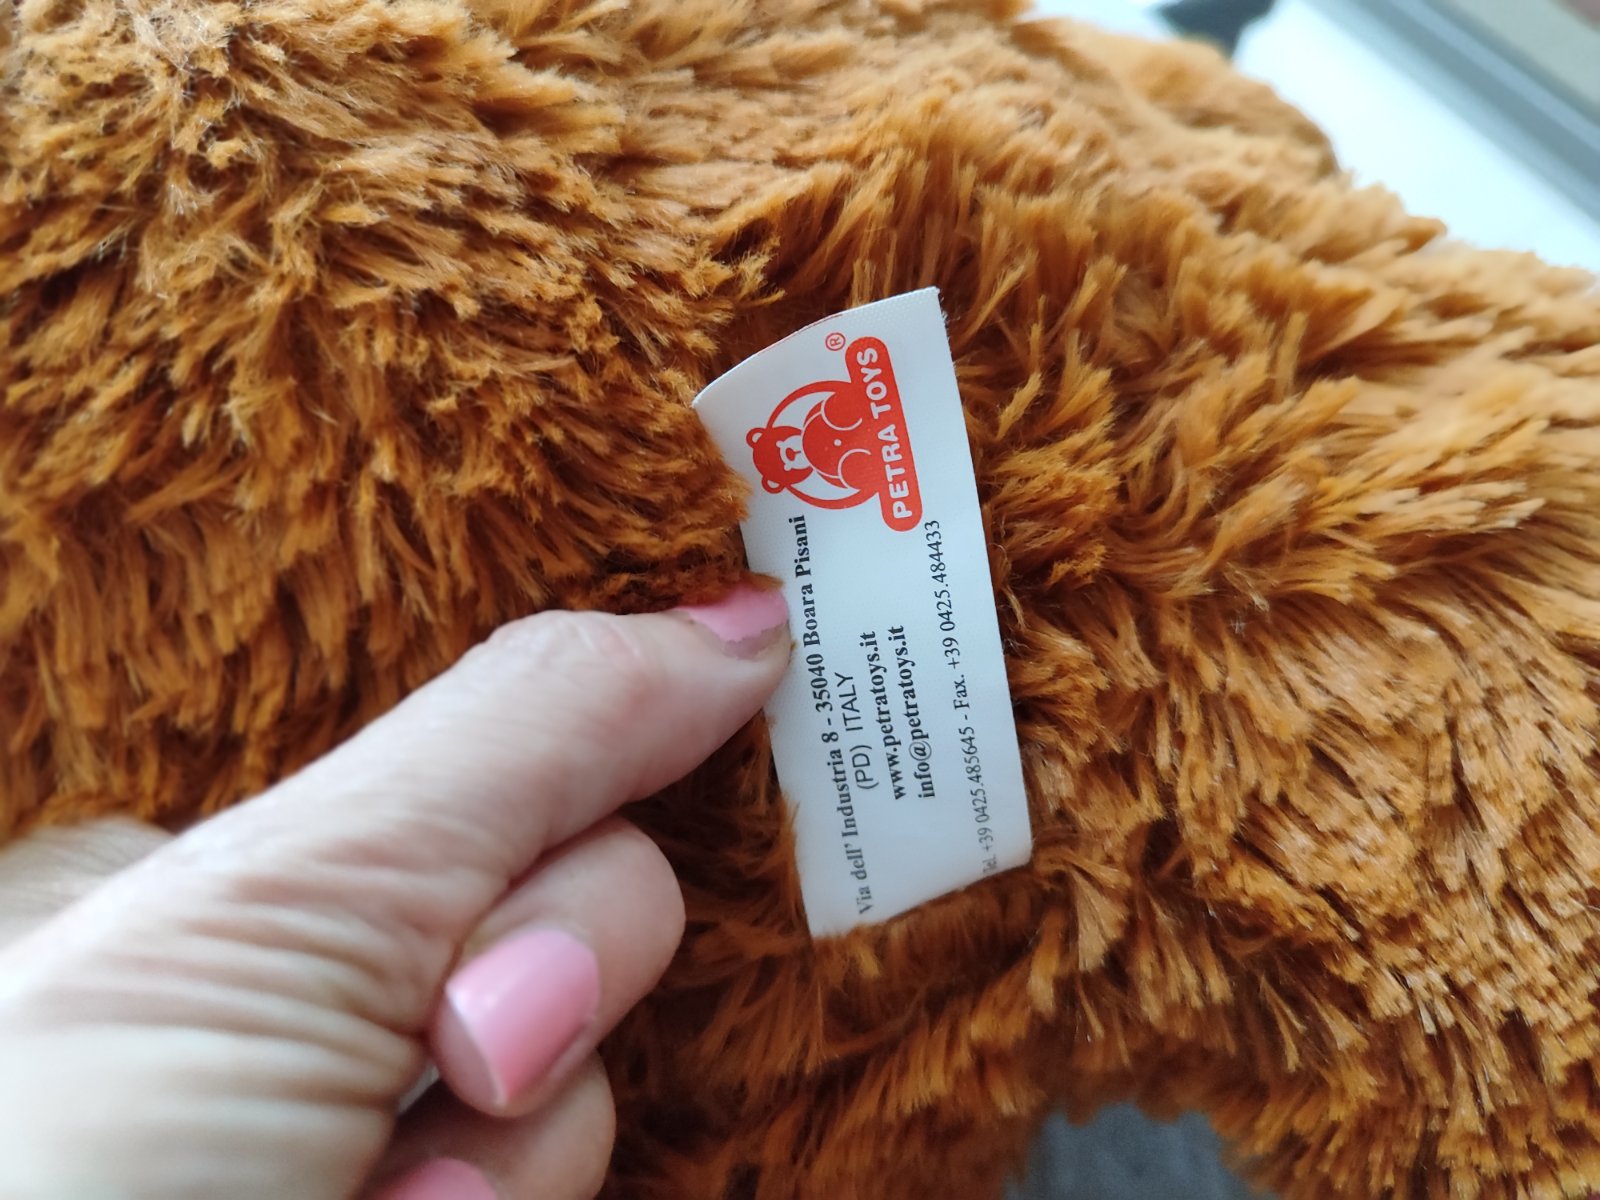 PETRA TOYS ®
Via dell' Industria 8 - 35040 Boara Pisani
(PD) ITALY
www.petratoys.it
info@petratoys.it
Tel. +39 0425.485645 - Fax. +39 0425.484433